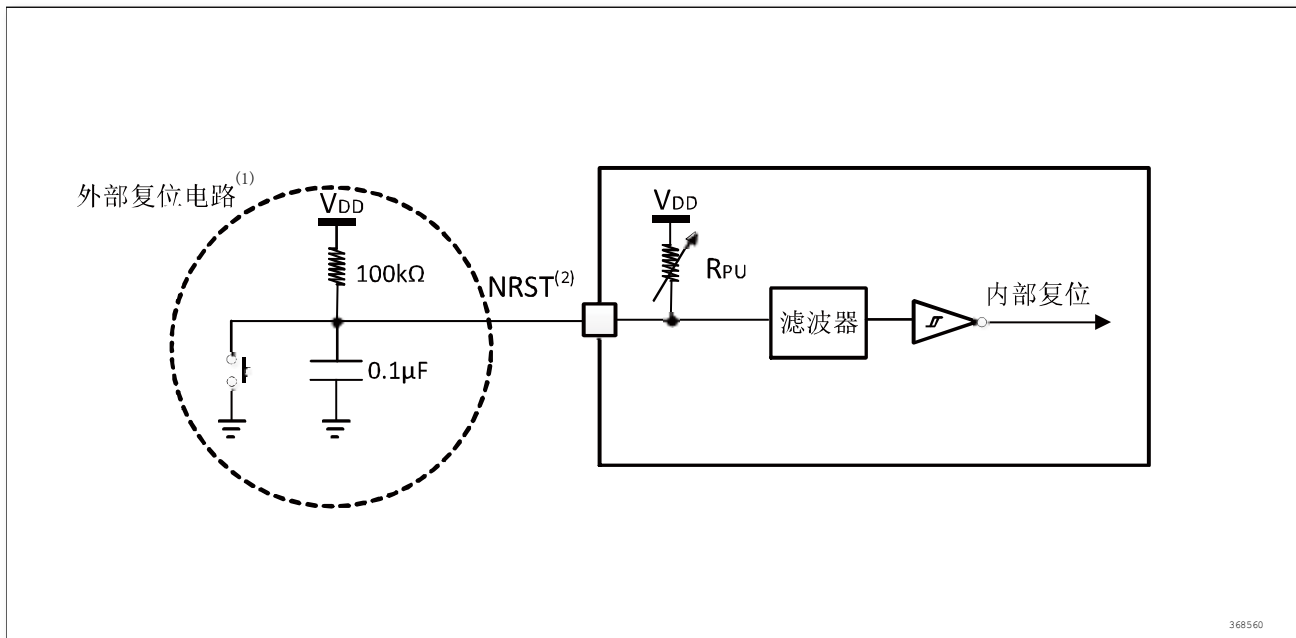 外部复位电路(1)
VDD
100kΩ
0.1μF
NRST(2)
VDD
RPU
滤波器
内部复位
368560